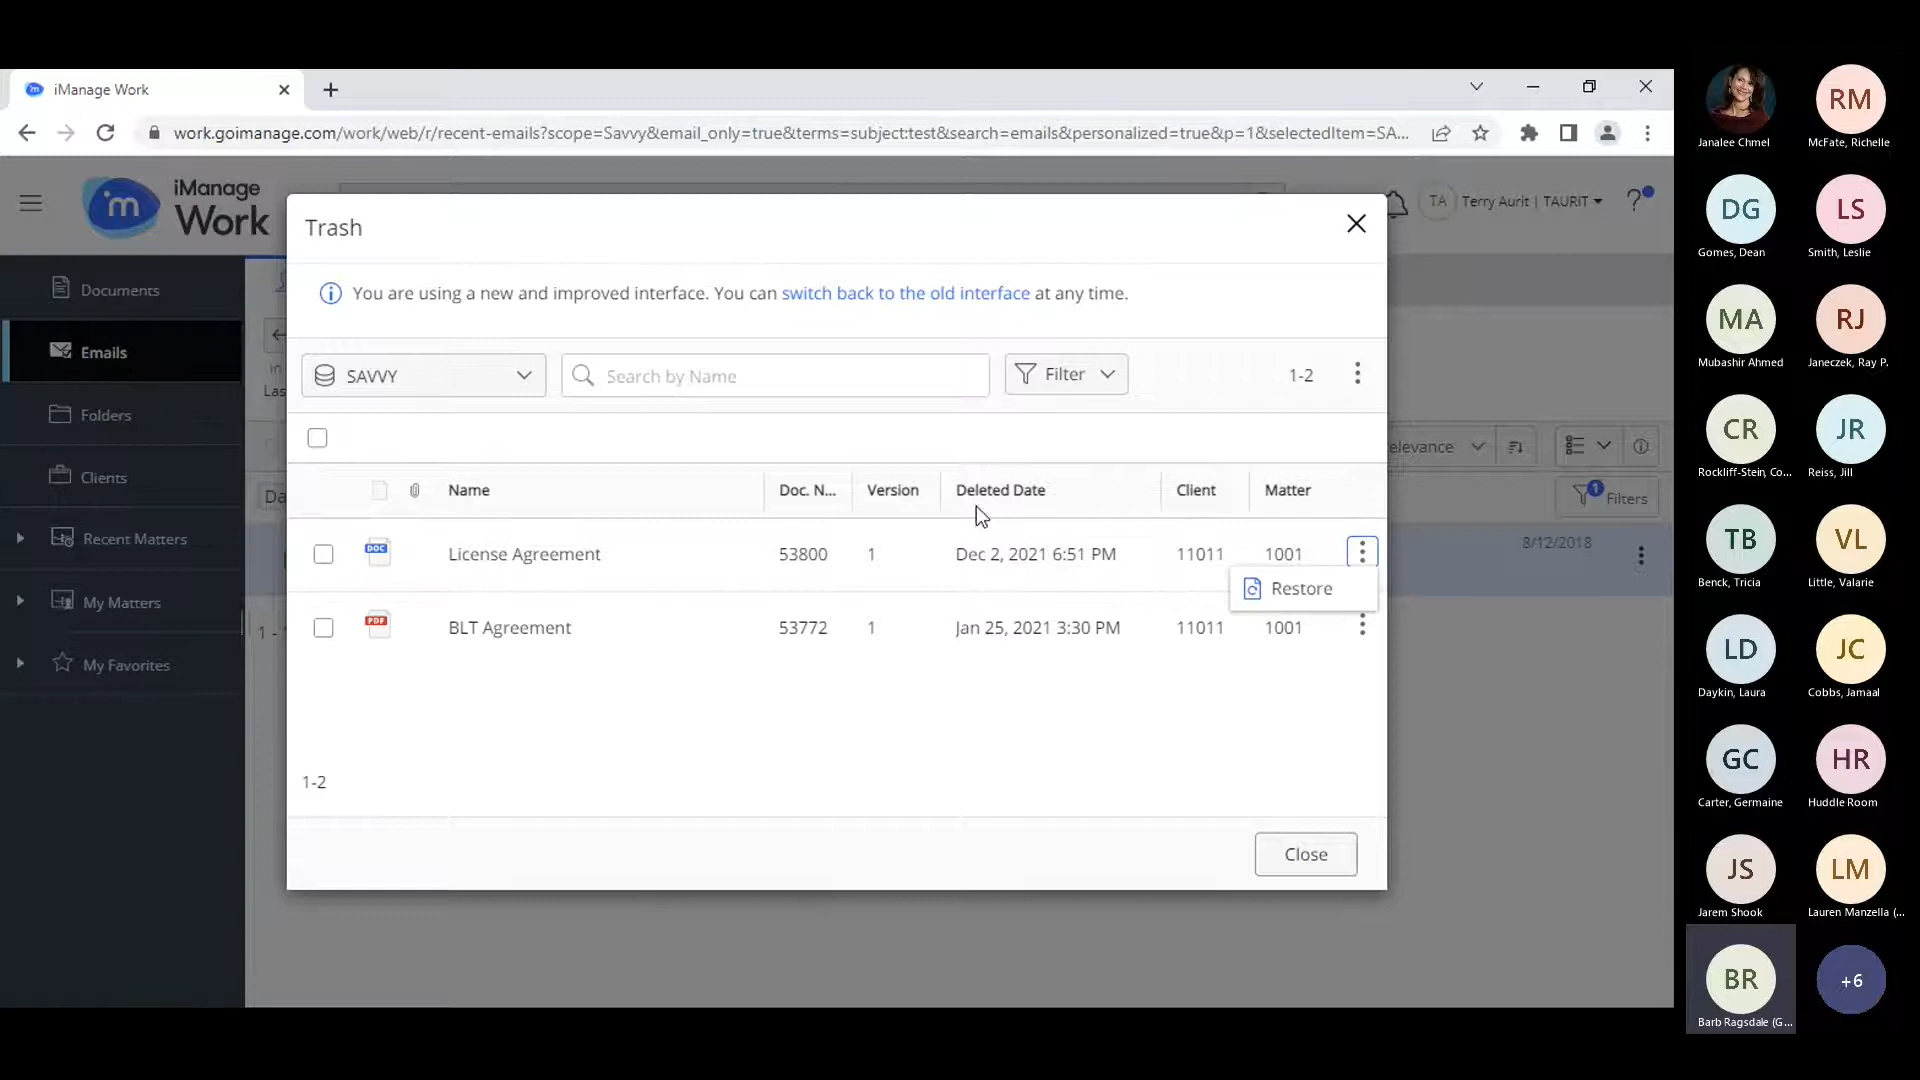 iManage Work
work.goimanage.com/work/web/r/recent-emails?scope=Savvy&email_only=true&terms=subject:test&search=emails&personalized=true&p=1&selectedItem=SA...
iManage
Work
TA
Terry Aurit | TAURIT
?
Documents
Emails
Folders
Clients
Recent Matters
My Matters
My Favorites
Trash
You are using a new and improved interface. You can switch back to the old interface at any time.
SAVVY
Search by Name
Filter
1-2
Name Doc. N... Version Deleted Date Client Matter
DOC License Agreement 53800 1 Dec 2, 2021 6:51 PM 11011 1001
Restore
PDF BLT Agreement 53772 1 Jan 25, 2021 3:30 PM 11011 1001
1-2
Close
in
Las
elevance
Da
1
Filters
8/12/2018
1 -
Janalee Chmel
RM
McFate, Richelle
DG
Gomes, Dean
LS
Smith, Leslie
MA
Mubashir Ahmed
RJ
Janeczek, Ray P.
CR
Rockliff-Stein, Co...
JR
Reiss, Jill
TB
Benck, Tricia
VL
Little, Valarie
LD
Daykin, Laura
JC
Cobbs, Jamaal
GC
Carter, Germaine
HR
Huddle Room
JS
Jarem Shook
LM
Lauren Manzella (...
BR
Barb Ragsdale (G...
+6